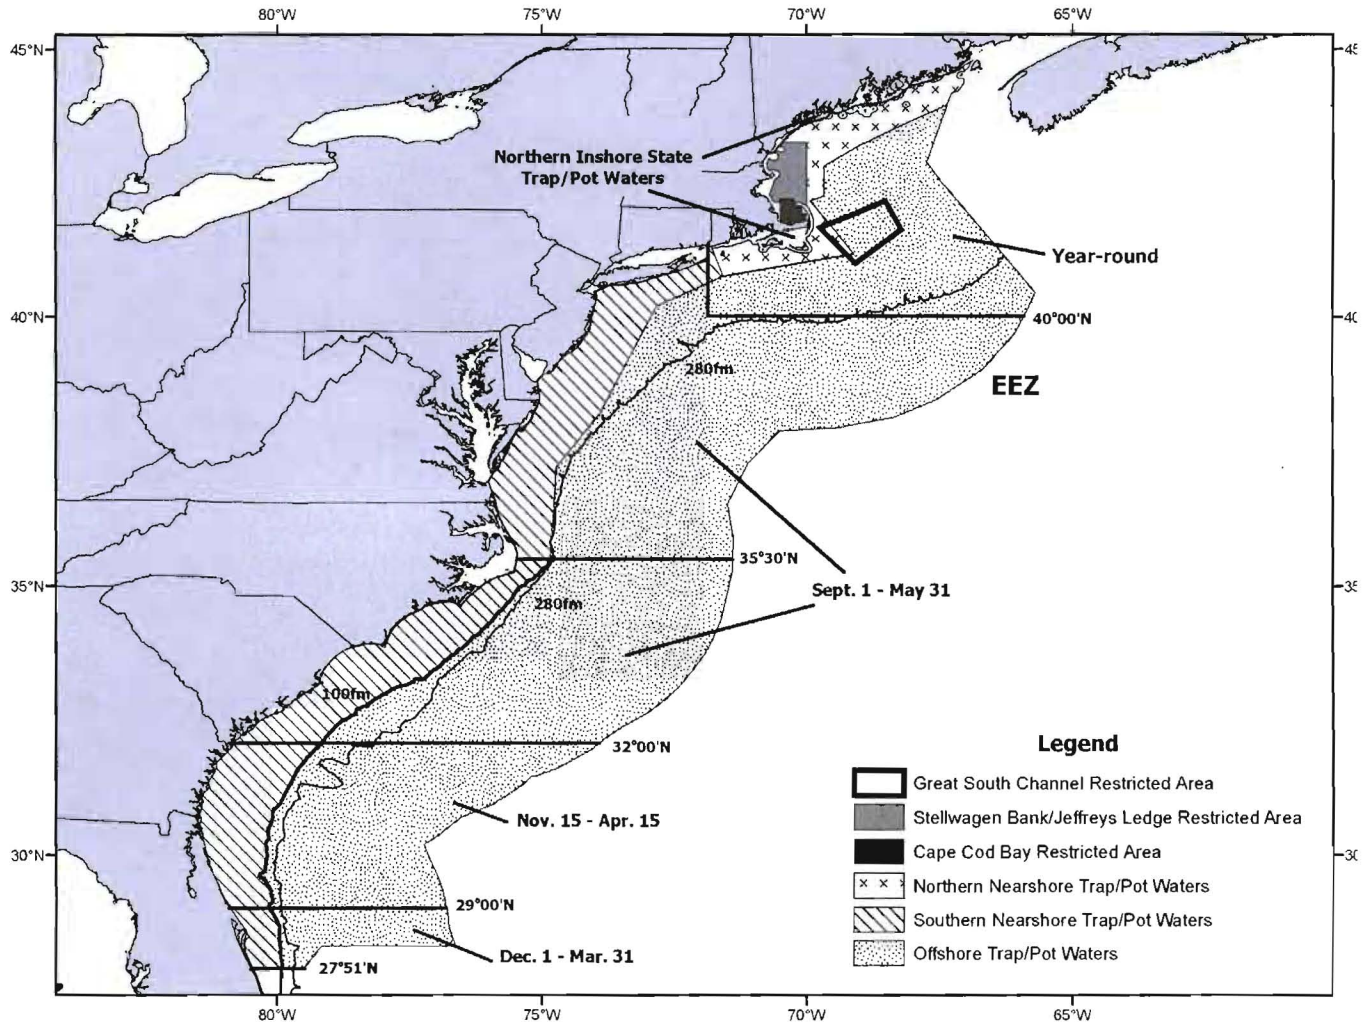 80°W 75°W 70°W 65°W
45°N
Northern Inshore State
Trap/Pot Waters
Year-round
40°N
40°00'N
280fm
EEZ
35°30'N
35°N
Sept. 1 - May 31
280fm
100fm
32°00'N
Legend
Great South Channel Restricted Area
Stellwagen Bank/Jeffreys Ledge Restricted Area
Nov. 15 - Apr. 15
30°N
Cape Cod Bay Restricted Area
Northern Nearshore Trap/Pot Waters
29°00'N
Southern Nearshore Trap/Pot Waters
Dec. 1 - Mar. 31
Offshore Trap/Pot Waters
27°51'N
80°W 75°W 70°W 65°W